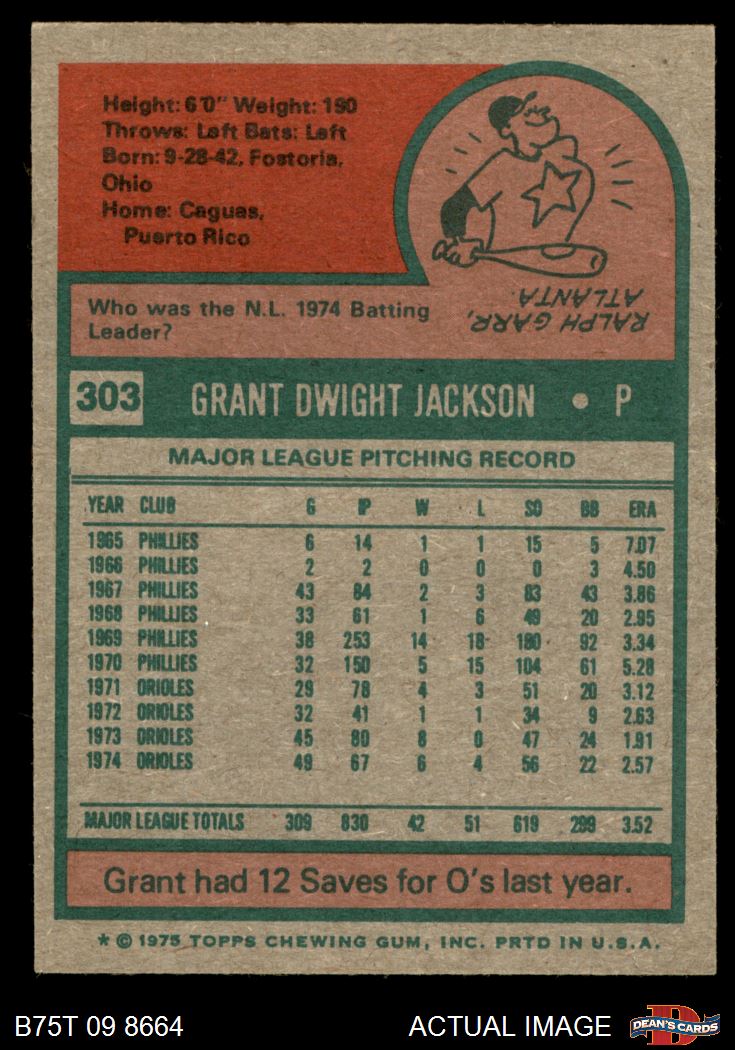 Height: 6'0" Weight: 190
Throws: Left Bats: Left
Born: 9-28-42, Fostoria,
Ohio
Home: Caguas,
Puerto Rico
Who was the N.L. 1974 Batting
Leader?
RALPH GARR,
ATLANTA.
303 GRANT DWIGHT JACKSON • P
MAJOR LEAGUE PITCHING RECORD
YEAR CLUB G IP W L SO BB ERA
1965 PHILLIES 6 14 1 1 15 5 7.07
1966 PHILLIES 2 2 0 0 0 3 4.50
1967 PHILLIES 43 84 2 3 83 43 3.86
1968 PHILLIES 33 61 1 6 49 20 2.95
1969 PHILLIES 38 253 14 18 180 92 3.34
1970 PHILLIES 32 150 5 15 104 61 5.28
1971 ORIOLES 29 78 4 3 51 20 3.12
1972 ORIOLES 32 41 1 1 34 9 2.63
1973 ORIOLES 45 80 8 0 47 24 1.91
1974 ORIOLES 49 67 6 4 56 22 2.57
MAJOR LEAGUE TOTALS 309 830 42 51 619 299 3.52
Grant had 12 Saves for O's last year.
* © 1975 TOPPS CHEWING GUM, INC. PRTD IN U.S.A.
B75T 09 8664 ACTUAL IMAGE
D
DEAN'S CARDS